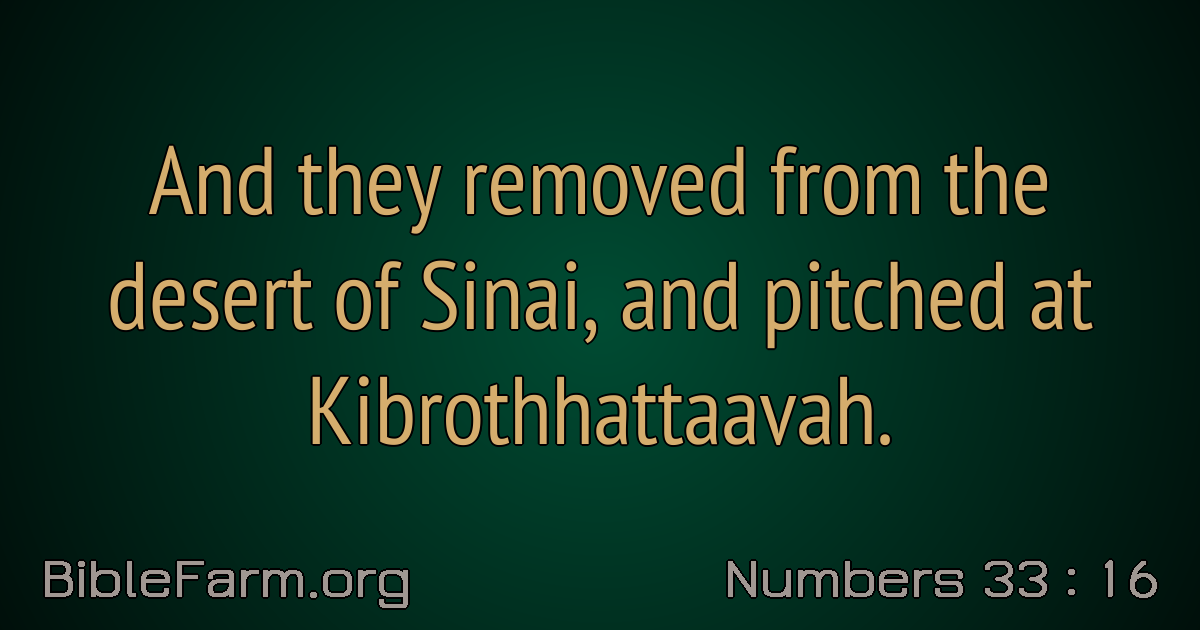 And they removed from the
desert of Sinai, and pitched at
Kibrothhattaavah.
BibleFarm.org
Numbers 33 : 16